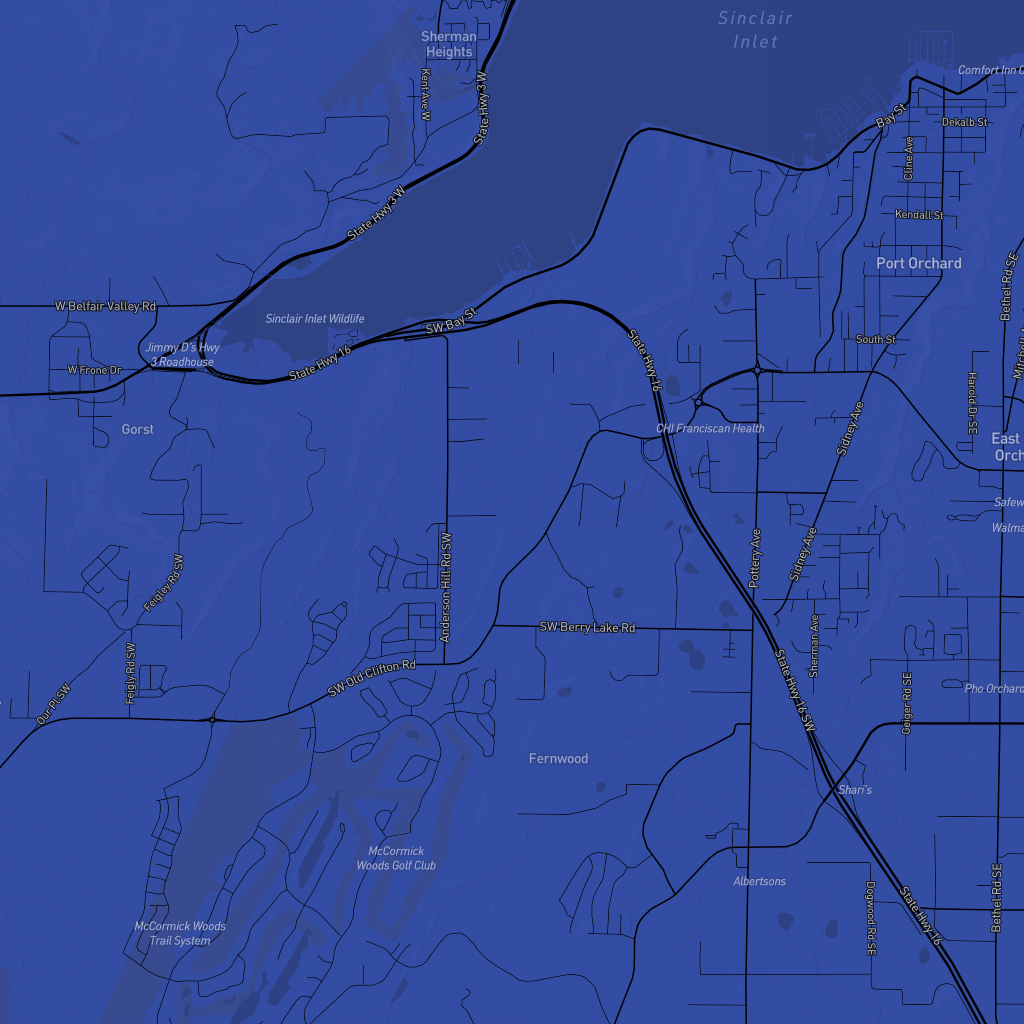 Sinclair
Inlet
Sherman
Heights
Comfort Inn
Kent Ave W
State Hwy 3 W
Bay St
Dekalb St
Cline Ave
State Hwy 3 W
Kendall St
Port Orchard
Bethel Rd SE
W Belfair Valley Rd
Sinclair Inlet Wildlife
SW Bay St
State Hwy 16
Jimmy D's Hwy
3 Roadhouse
State Hwy 16
South St
W Frone Dr
Harold Dr SE
Gorst
CHI Franciscan Health
Sidney Ave
East
Orch
Safew
Walma
Pottery Ave
Sidney Ave
Anderson Hill Rd SW
Feigley Rd SW
SW Berry Lake Rd
Sherman Ave
Feigly Rd SW
SW Old Clifton Rd
State Hwy 16 SW
Our Pl SW
Geiger Rd SE
Pho Orchard
Fernwood
Shari's
McCormick
Woods Golf Club
Albertsons
Bethel Rd SE
Dogwood Rd SE
State Hwy 16
McCormick Woods
Trail System